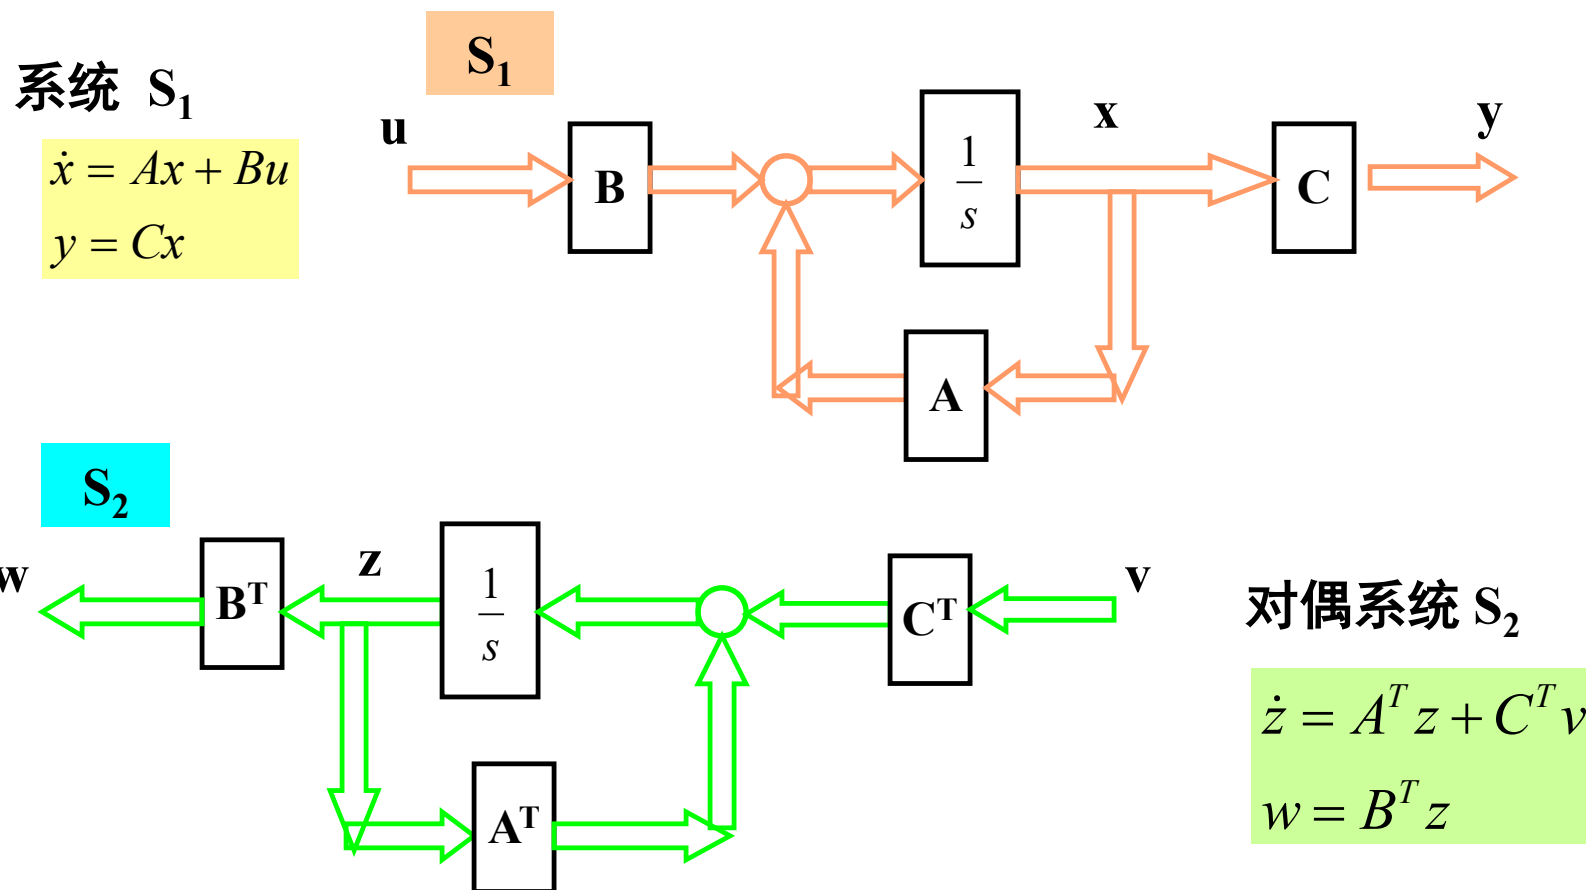 S₁
系统 S₁
ẋ = Ax + Bu
y = Cx
u
B
1/s
x
C
y
A
S₂
w
Bᵀ
z
1/s
Cᵀ
v
Aᵀ
对偶系统 S₂
ż = Aᵀz + Cᵀv
w = Bᵀz